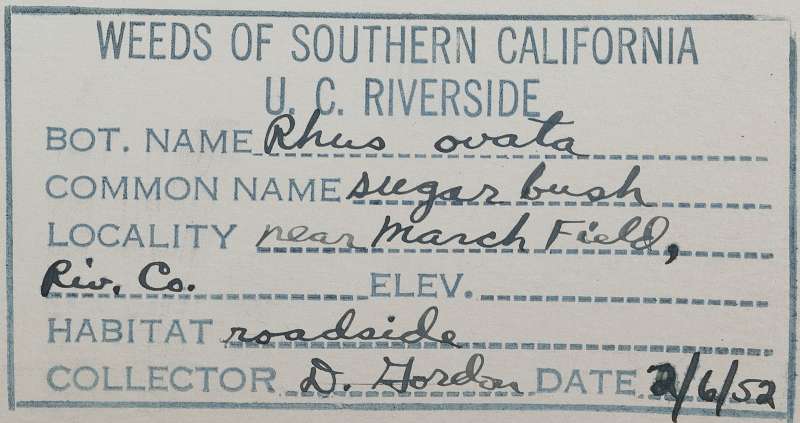 WEEDS OF SOUTHERN CALIFORNIA
U. C. RIVERSIDE
BOT. NAME Rhus ovata
COMMON NAME sugar bush
LOCALITY near March Field,
Riv. Co. ELEV.
HABITAT roadside
COLLECTOR D. Gordon DATE 2/6/52